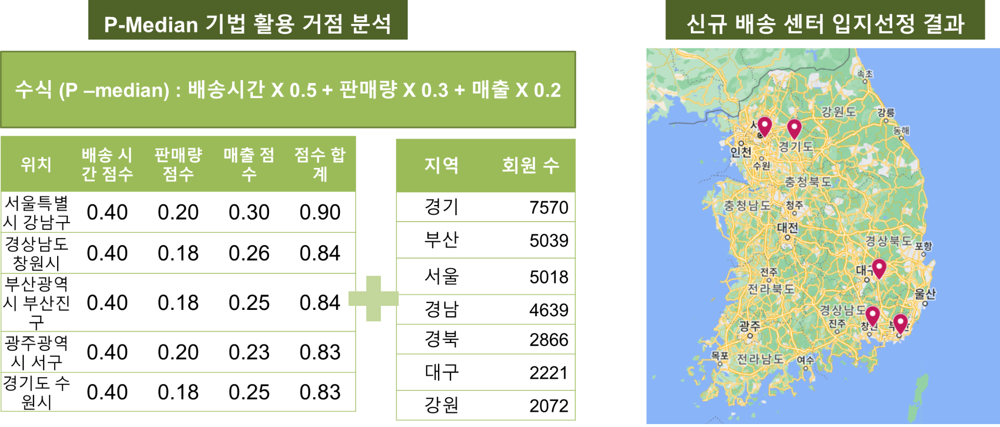 P-Median 기법 활용 거점 분석
신규 배송 센터 입지선정 결과
수식 (P –median) : 배송시간 X 0.5 + 판매량 X 0.3 + 매출 X 0.2
위치
배송 시
간 점수
판매량
점수
매출 점
수
점수 합
계
서울특별
시 강남구
0.40
0.20
0.30
0.90
경상남도
창원시
0.40
0.18
0.26
0.84
부산광역
시 부산진
구
0.40
0.18
0.25
0.84
광주광역
시 서구
0.40
0.20
0.23
0.83
경기도 수
원시
0.40
0.18
0.25
0.83
지역
회원 수
경기
7570
부산
5039
서울
5018
경남
4639
경북
2866
대구
2221
강원
2072
속초
강원도
강릉
동해
인천
경기도
수원
충청북도
충청남도
청주
대전
경상북도
포항
전주
대구
전라북도
울산
경상남도
진주
창원
광주
목포
전라남도
여수